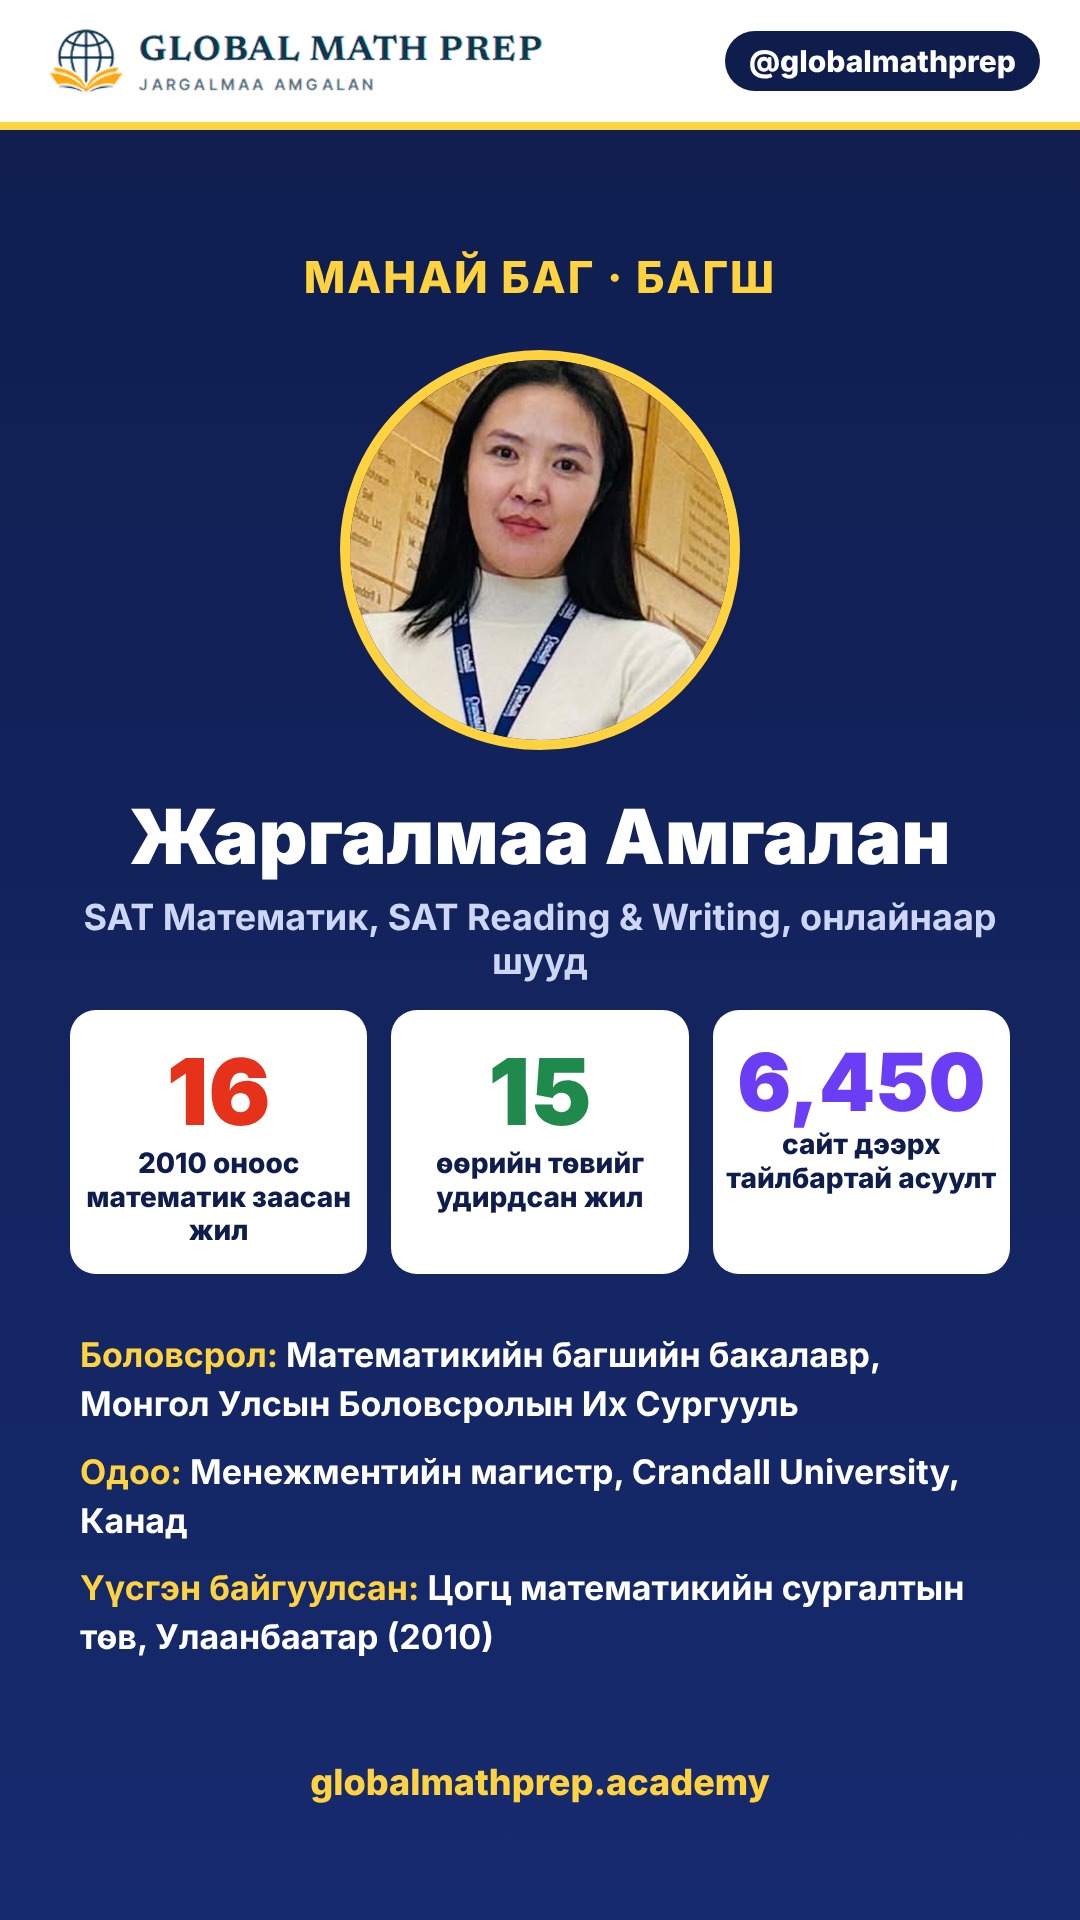 GLOBAL MATH PREP
JARGALMAA AMGALAN
@globalmathprep
МАНАЙ БАГ · БАГШ
Crandall
Crandall
Crandall
Жаргалмаа Амгалан
SAT Математик, SAT Reading & Writing, онлайнаар
шууд
16
2010 оноос
математик заасан
жил
15
өөрийн төвийг
удирдсан жил
6,450
сайт дээрх
тайлбартай асуулт
Боловсрол: Математикийн багшийн бакалавр,
Монгол Улсын Боловсролын Их Сургууль
Одоо: Менежментийн магистр, Crandall University,
Канад
Үүсгэн байгуулсан: Цогц математикийн сургалтын
төв, Улаанбаатар (2010)
globalmathprep.academy